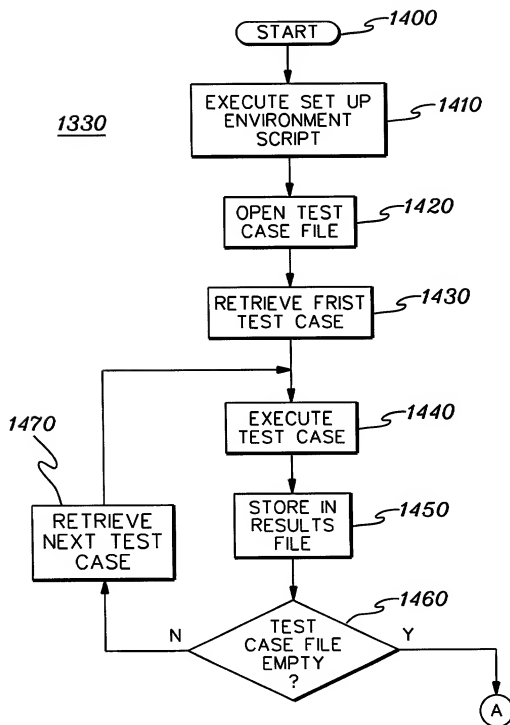 START
1400
1330
EXECUTE SET UP
ENVIRONMENT
SCRIPT
1410
OPEN TEST
CASE FILE
1420
RETRIEVE FRIST
TEST CASE
1430
EXECUTE
TEST CASE
1440
1470
RETRIEVE
NEXT TEST
CASE
STORE IN
RESULTS
FILE
1450
TEST
CASE FILE
EMPTY
?
1460
N
Y
A